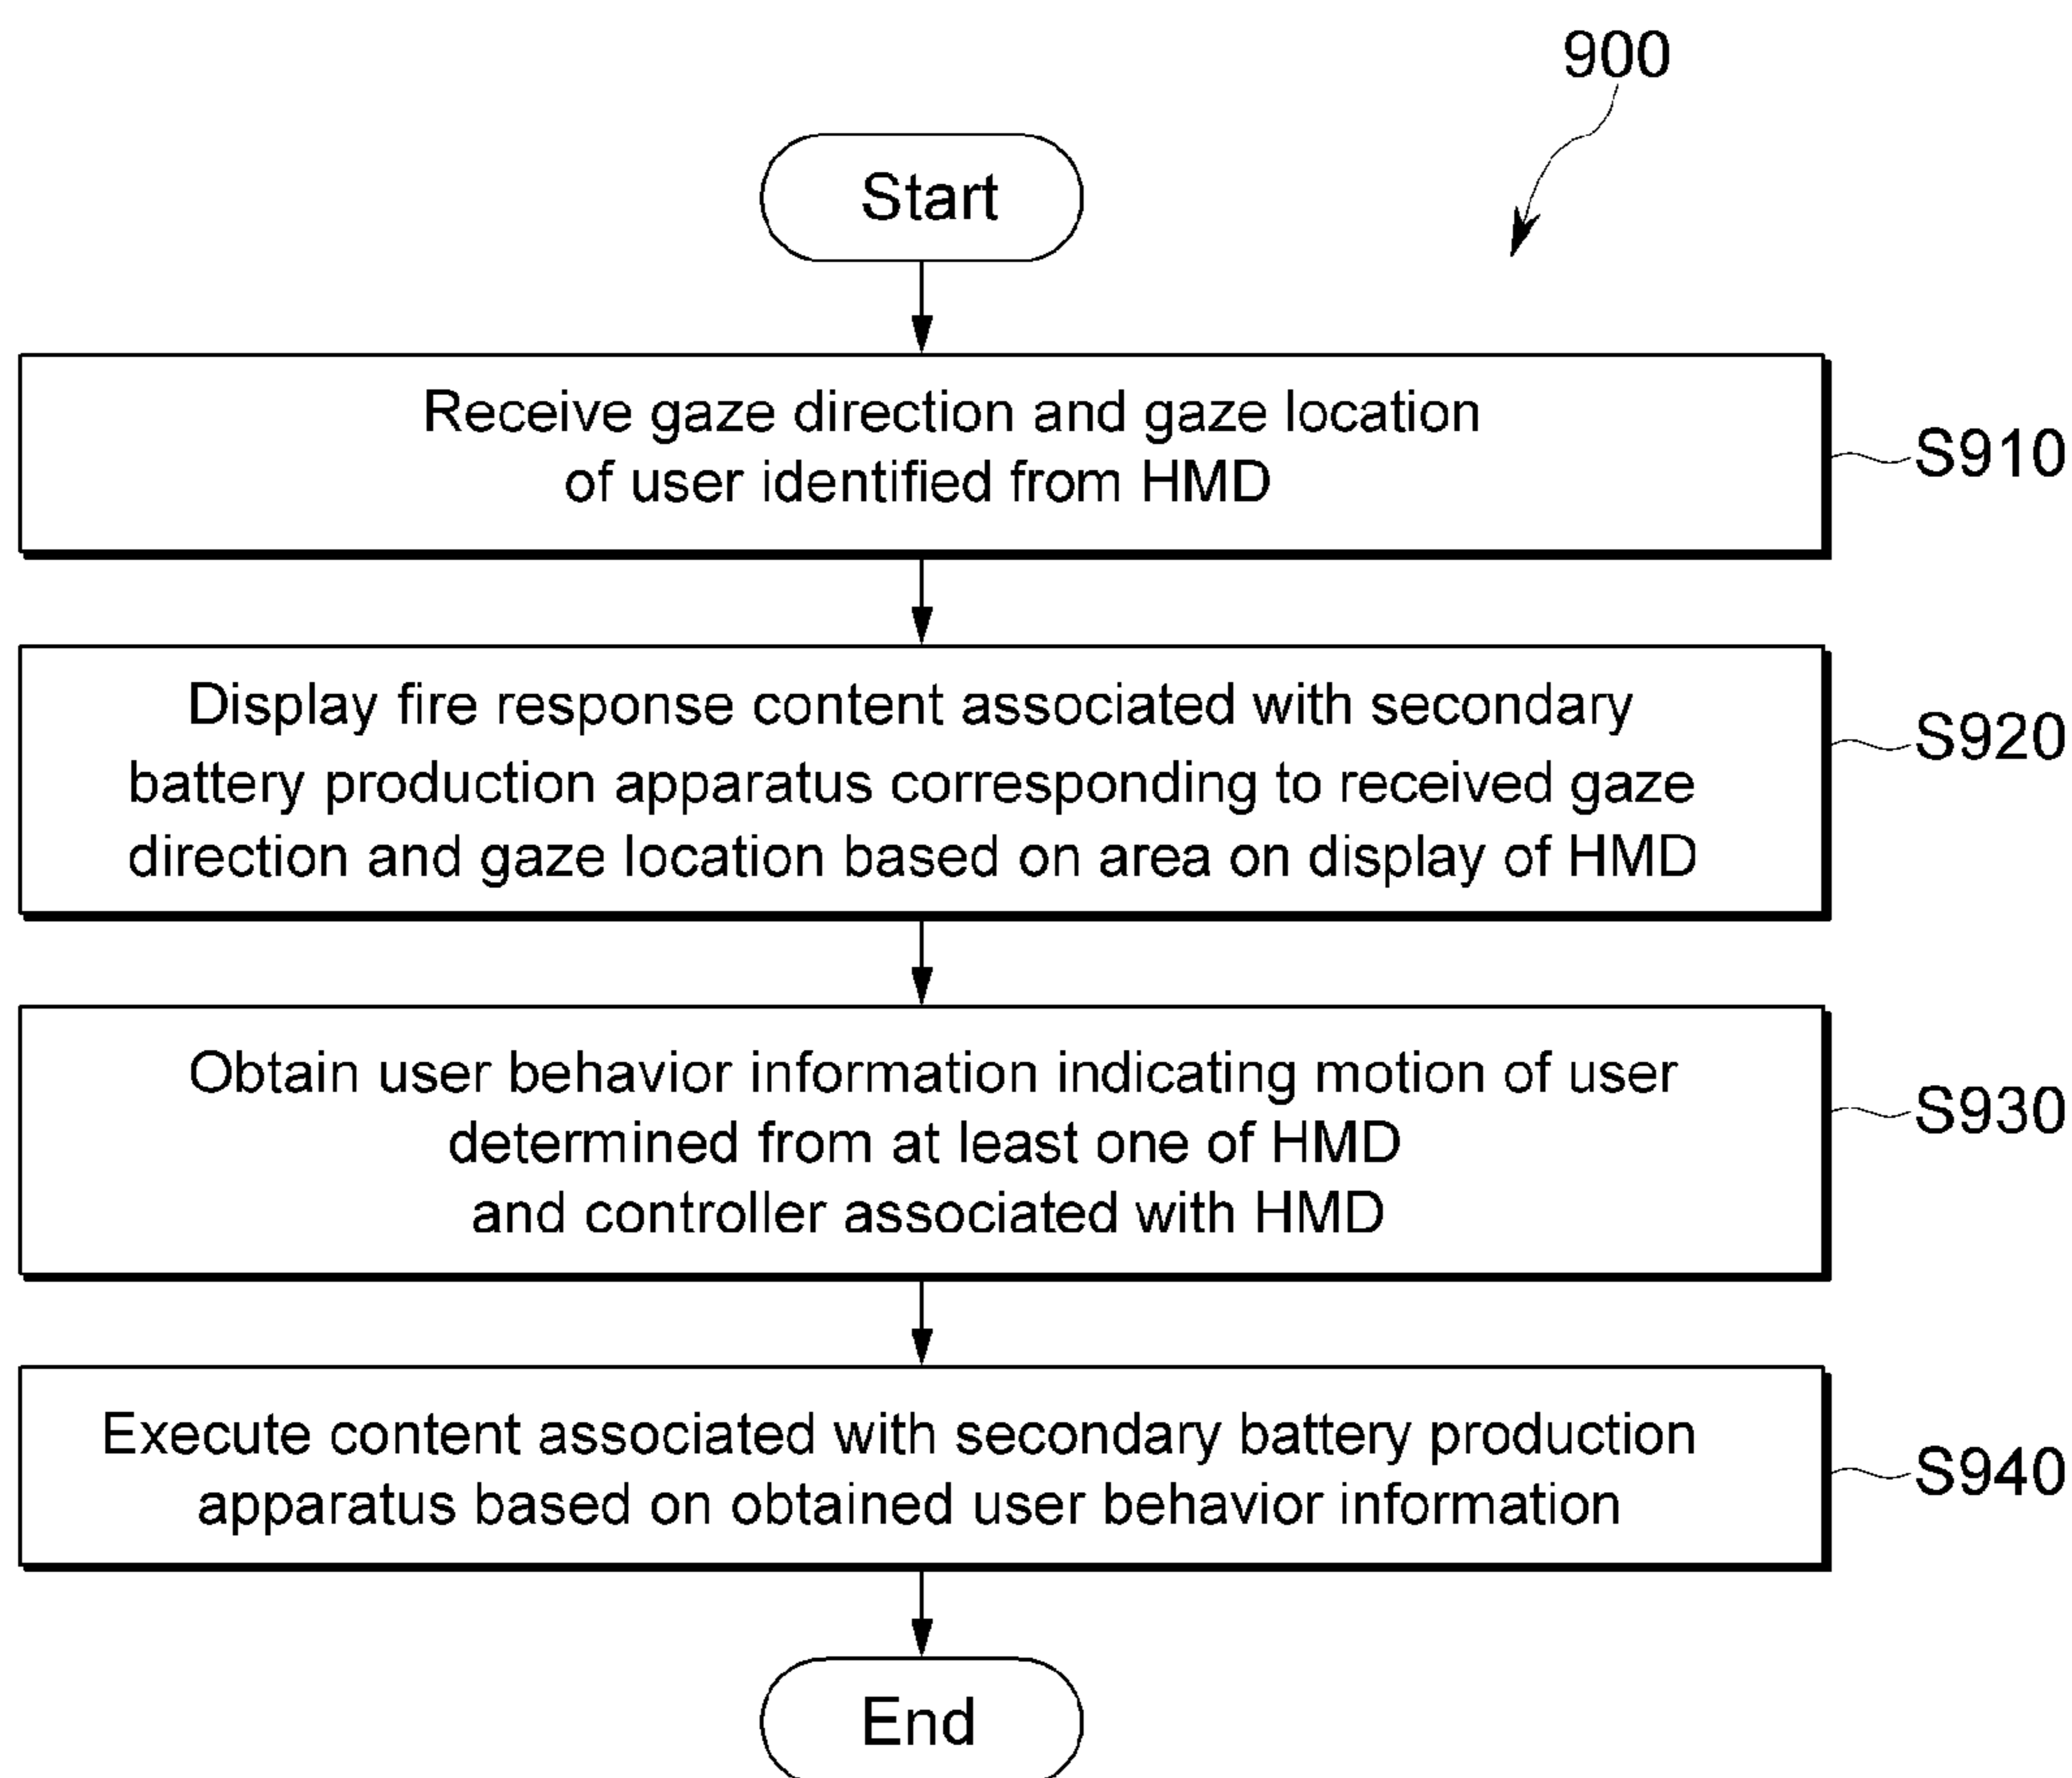 900
Start
Receive gaze direction and gaze location
of user identified from HMD
S910
Display fire response content associated with secondary
battery production apparatus corresponding to received gaze
direction and gaze location based on area on display of HMD
S920
Obtain user behavior information indicating motion of user
determined from at least one of HMD
and controller associated with HMD
S930
Execute content associated with secondary battery production
apparatus based on obtained user behavior information
S940
End